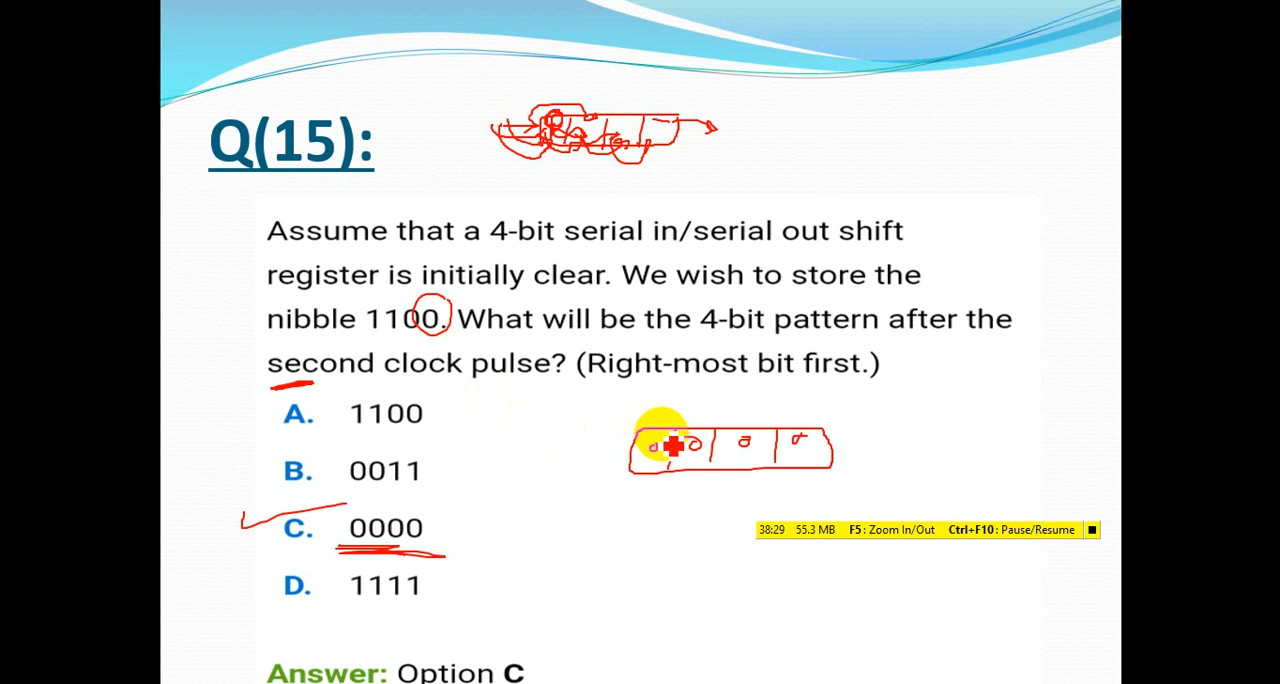 Q(15):
Assume that a 4-bit serial in/serial out shift
register is initially clear. We wish to store the
nibble 1100. What will be the 4-bit pattern after the
second clock pulse? (Right-most bit first.)
A. 1100
B. 0011
C. 0000
D. 1111
38:29 55.3 MB F5: Zoom In/Out Ctrl+F10: Pause/Resume
Answer: Option C